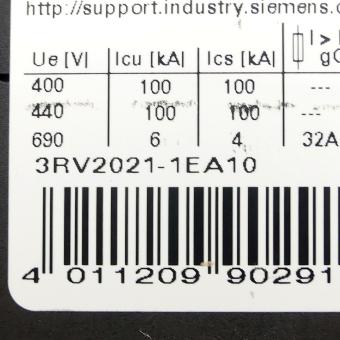 http://support.industry.siemens.
Ue [V] Icu [kA] Ics [kA] I >
400 100 100 ---
440 100 100 ---
690 6 4 32A
3RV2021-1EA10
4 011209 90291